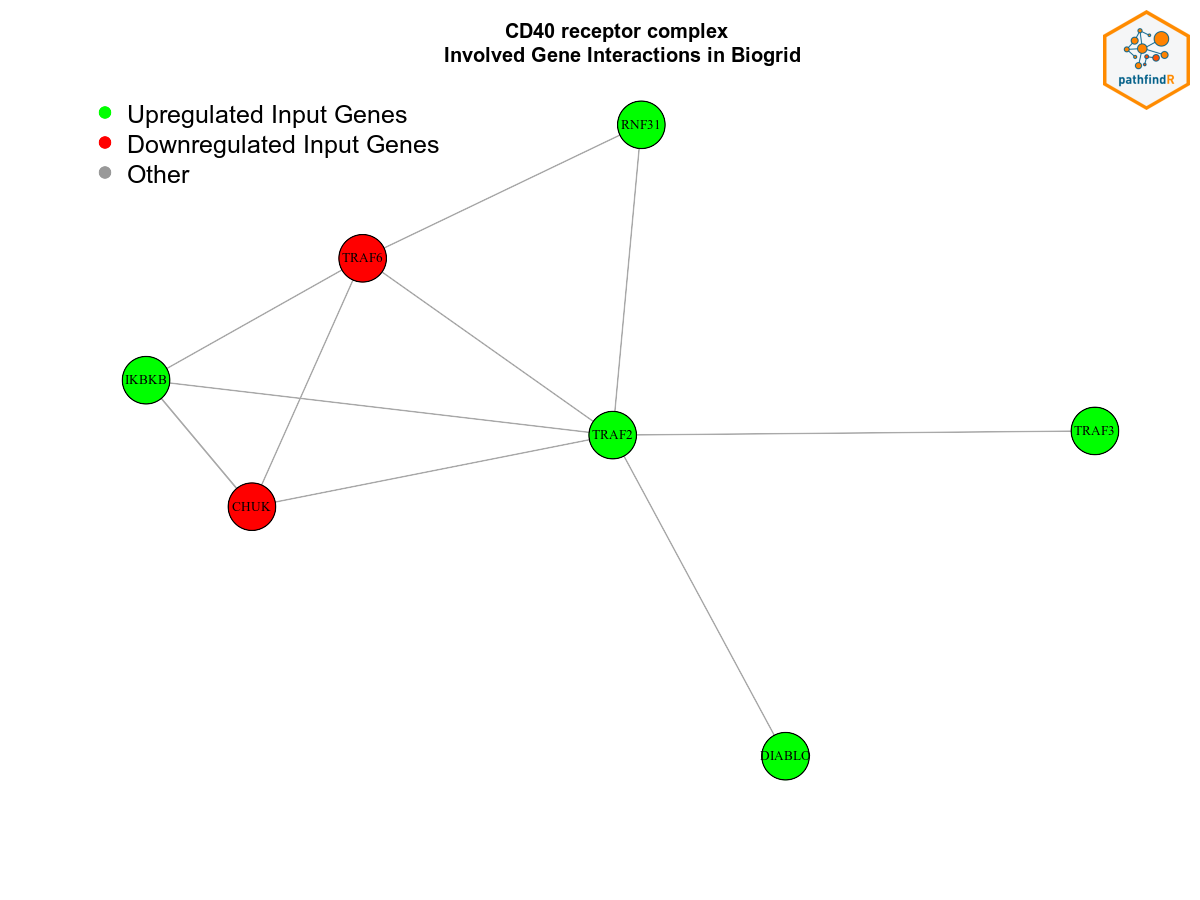 CD40 receptor complex
Involved Gene Interactions in Biogrid
pathfindR
Upregulated Input Genes
Downregulated Input Genes
Other
RNF31
TRAF6
IKBKB
TRAF2
TRAF3
CHUK
DIABLO